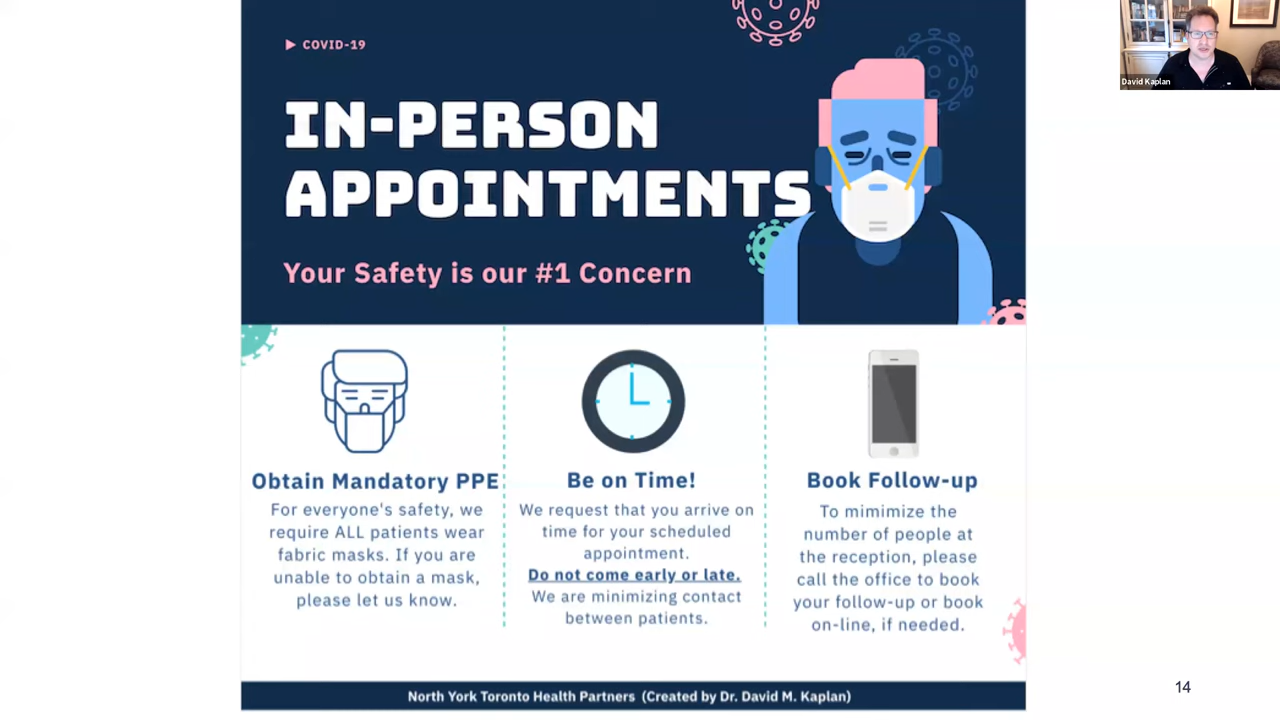 COVID-19
IN-PERSON
APPOINTMENTS
Your Safety is our #1 Concern
Obtain Mandatory PPE
For everyone's safety, we
require ALL patients wear
fabric masks. If you are
unable to obtain a mask,
please let us know.
Be on Time!
We request that you arrive on
time for your scheduled
appointment.
Do not come early or late.
We are minimizing contact
between patients.
Book Follow-up
To mimimize the
number of people at
the reception, please
call the office to book
your follow-up or book
on-line, if needed.
North York Toronto Health Partners (Created by Dr. David M. Kaplan)
David Kaplan
14